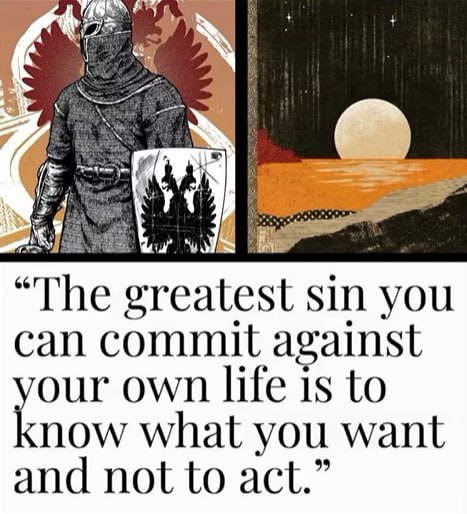 “The greatest sin you
can commit against
your own life is to
know what you want
and not to act.”